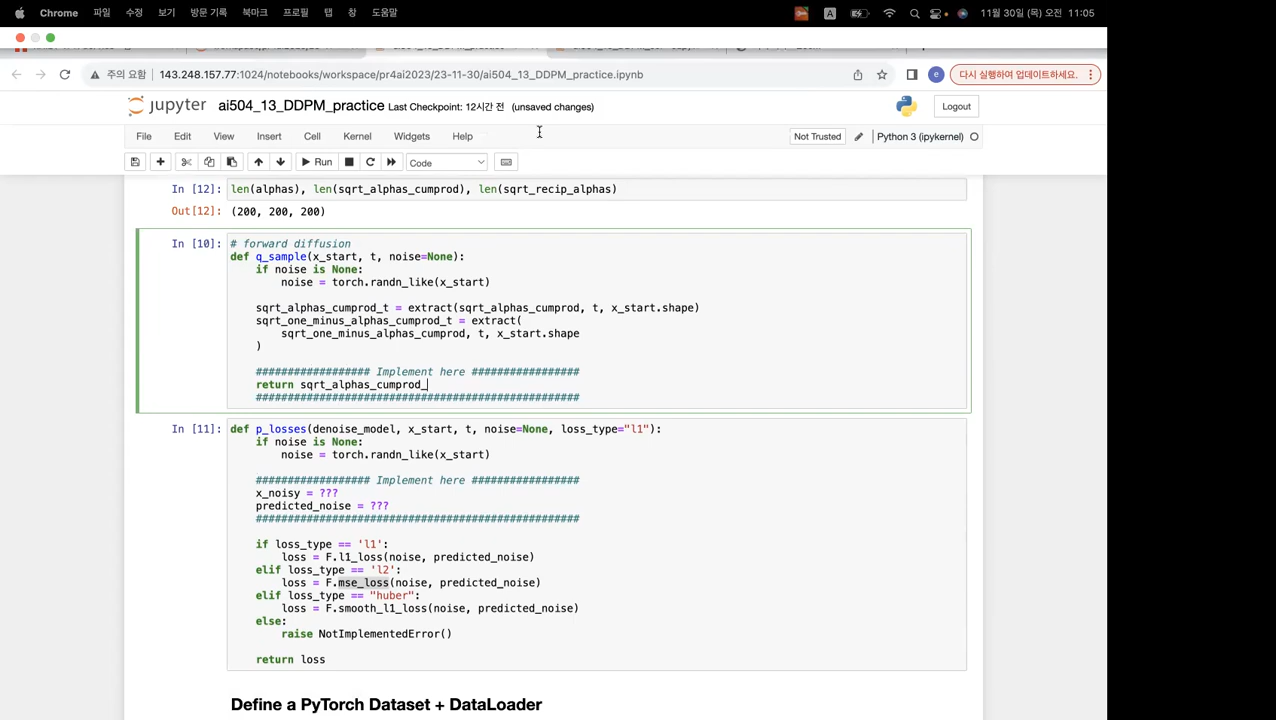 Chrome 파일 수정 보기 방문 기록 북마크 프로필 탭 창 도움말 A 11월 30일 (목) 오전 11:05
주의 요함 143.248.157.77:1024/notebooks/workspace/pr4ai2023/23-11-30/ai504_13_DDPM_practice.ipynb e 다시 실행하여 업데이트하세요.
jupyter ai504_13_DDPM_practice Last Checkpoint: 12시간 전 (unsaved changes) Logout
File Edit View Insert Cell Kernel Widgets Help Not Trusted Python 3 (ipykernel)
Run Code
In [12]: len(alphas), len(sqrt_alphas_cumprod), len(sqrt_recip_alphas)
Out[12]: (200, 200, 200)
In [10]: # forward diffusion
def q_sample(x_start, t, noise=None):
if noise is None:
noise = torch.randn_like(x_start)
sqrt_alphas_cumprod_t = extract(sqrt_alphas_cumprod, t, x_start.shape)
sqrt_one_minus_alphas_cumprod_t = extract(
sqrt_one_minus_alphas_cumprod, t, x_start.shape
)
################## Implement here #################
return sqrt_alphas_cumprod_
###################################################
In [11]: def p_losses(denoise_model, x_start, t, noise=None, loss_type="l1"):
if noise is None:
noise = torch.randn_like(x_start)
################## Implement here #################
x_noisy = ???
predicted_noise = ???
###################################################
if loss_type == 'l1':
loss = F.l1_loss(noise, predicted_noise)
elif loss_type == 'l2':
loss = F.mse_loss(noise, predicted_noise)
elif loss_type == "huber":
loss = F.smooth_l1_loss(noise, predicted_noise)
else:
raise NotImplementedError()
return loss
Define a PyTorch Dataset + DataLoader